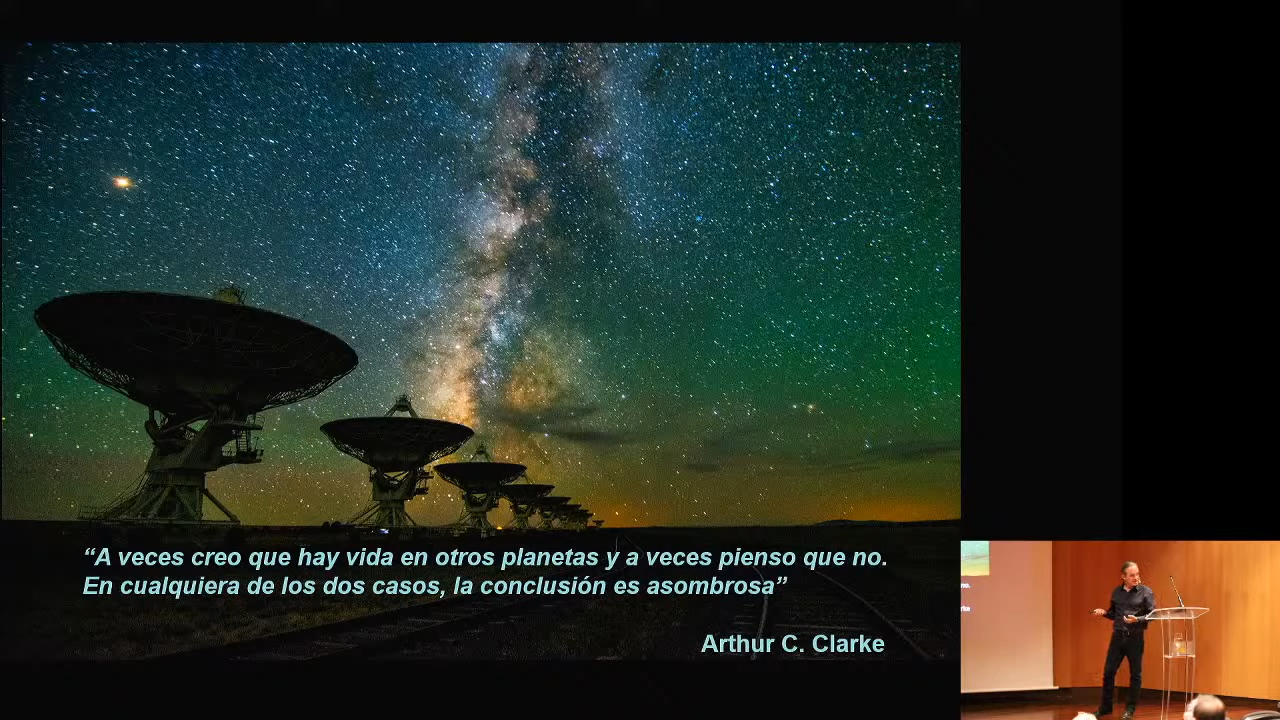 “A veces creo que hay vida en otros planetas y a veces pienso que no.
En cualquiera de los dos casos, la conclusión es asombrosa”
Arthur C. Clarke